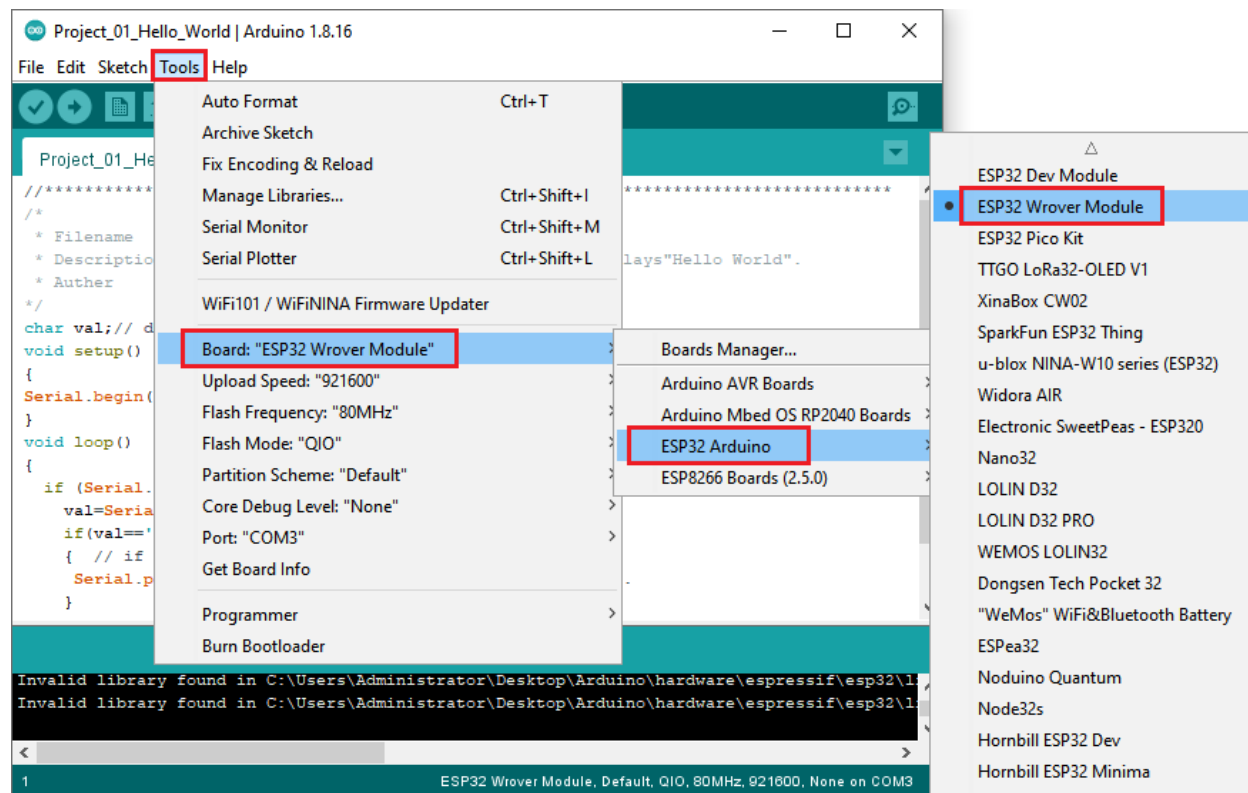 Project_01_Hello_World | Arduino 1.8.16
File Edit Sketch Tools Help
Project_01_He
//***********
***************************
/*
* Filename
* Descriptio
lays"Hello World".
* Auther
*/
char val;// d
void setup()
{
Serial.begin(
}
void loop()
{
if (Serial.
val=Seria
if(val=='
{ // if
Serial.p
.
}
Auto Format Ctrl+T
Archive Sketch
Fix Encoding & Reload
Manage Libraries... Ctrl+Shift+I
Serial Monitor Ctrl+Shift+M
Serial Plotter Ctrl+Shift+L
WiFi101 / WiFiNINA Firmware Updater
Board: "ESP32 Wrover Module"
Upload Speed: "921600"
Flash Frequency: "80MHz"
Flash Mode: "QIO"
Partition Scheme: "Default"
Core Debug Level: "None"
Port: "COM3"
Get Board Info
Programmer
Burn Bootloader
Boards Manager...
Arduino AVR Boards
Arduino Mbed OS RP2040 Boards
ESP32 Arduino
ESP8266 Boards (2.5.0)
ESP32 Dev Module
ESP32 Wrover Module
ESP32 Pico Kit
TTGO LoRa32-OLED V1
XinaBox CW02
SparkFun ESP32 Thing
u-blox NINA-W10 series (ESP32)
Widora AIR
Electronic SweetPeas - ESP320
Nano32
LOLIN D32
LOLIN D32 PRO
WEMOS LOLIN32
Dongsen Tech Pocket 32
"WeMos" WiFi&Bluetooth Battery
ESPea32
Noduino Quantum
Node32s
Hornbill ESP32 Dev
Hornbill ESP32 Minima
Invalid library found in C:\Users\Administrator\Desktop\Arduino\hardware\espressif\esp32\l
Invalid library found in C:\Users\Administrator\Desktop\Arduino\hardware\espressif\esp32\l
1 ESP32 Wrover Module, Default, QIO, 80MHz, 921600, None on COM3